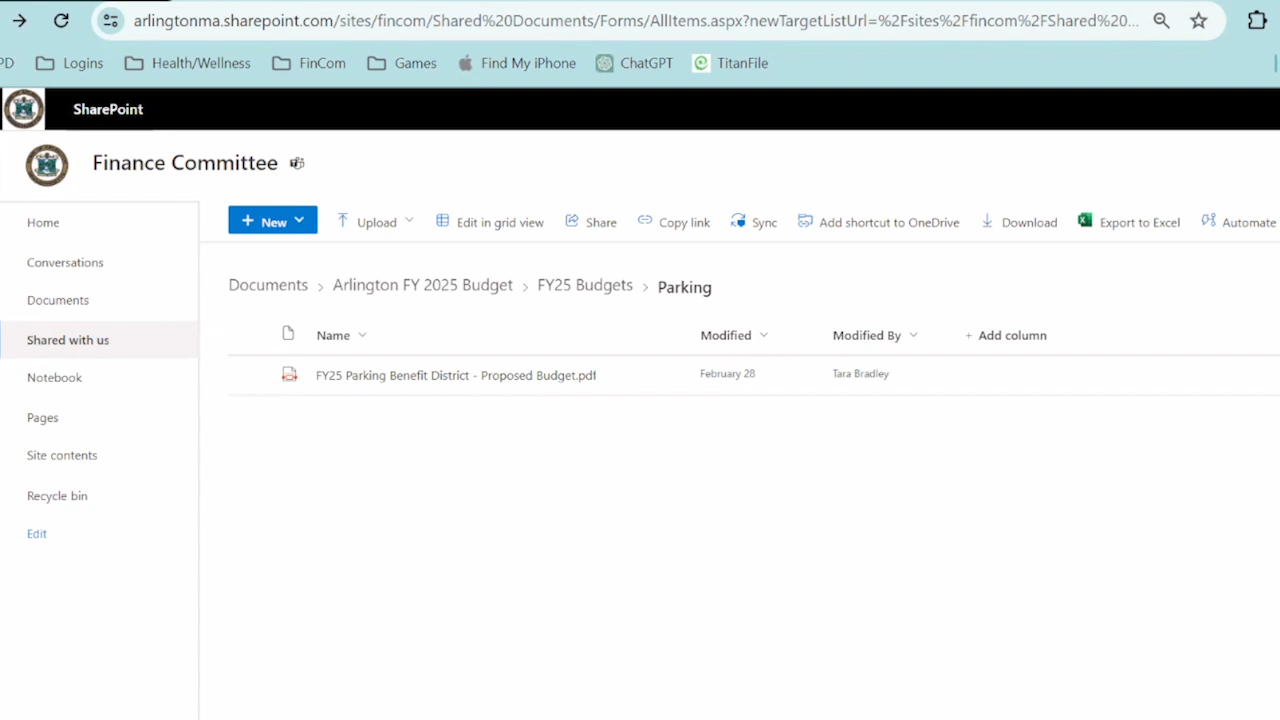 arlingtonma.sharepoint.com/sites/fincom/Shared%20Documents/Forms/AllItems.aspx?newTargetListUrl=%2Fsites%2Ffincom%2FShared%20...
PD Logins Health/Wellness FinCom Games Find My iPhone ChatGPT TitanFile
SharePoint
Finance Committee
Home
Conversations
Documents
Shared with us
Notebook
Pages
Site contents
Recycle bin
Edit
+ New Upload Edit in grid view Share Copy link Sync Add shortcut to OneDrive Download Export to Excel Automate
Documents > Arlington FY 2025 Budget > FY25 Budgets > Parking
Name Modified Modified By + Add column
FY25 Parking Benefit District - Proposed Budget.pdf February 28 Tara Bradley